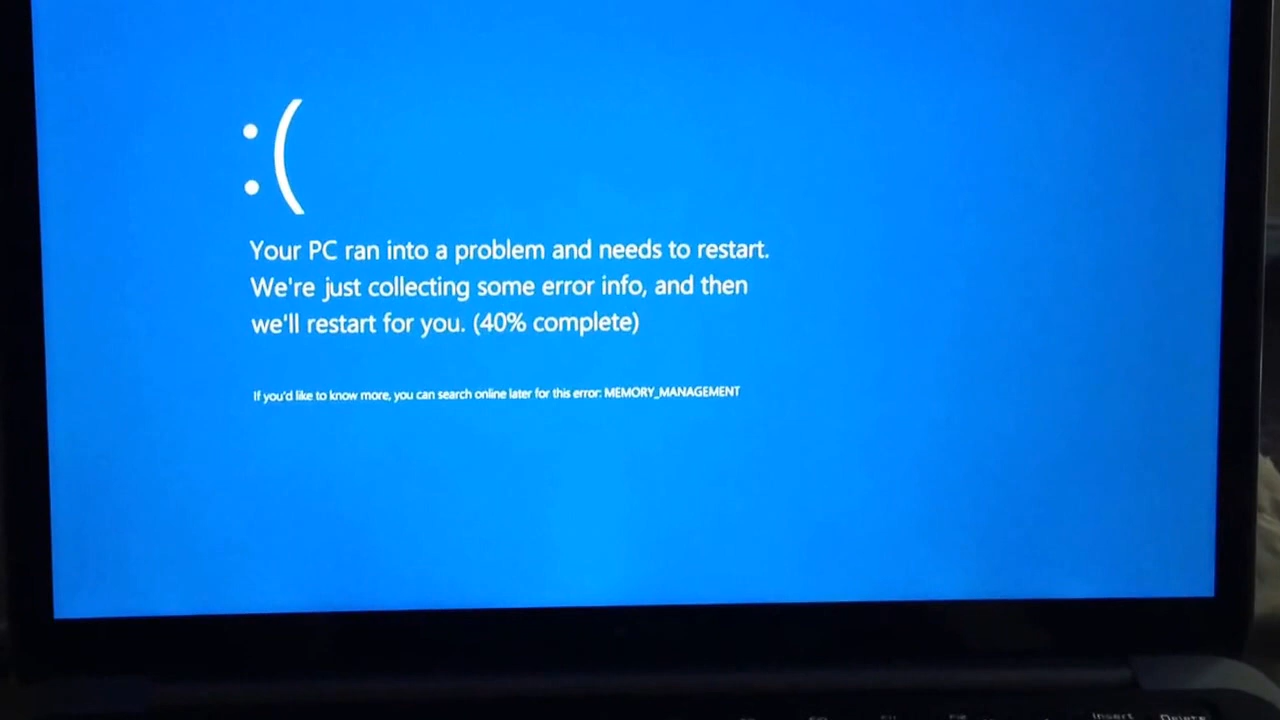 :(
Your PC ran into a problem and needs to restart.
We're just collecting some error info, and then
we'll restart for you. (40% complete)
If you'd like to know more, you can search online later for this error: MEMORY_MANAGEMENT
Insert Delete